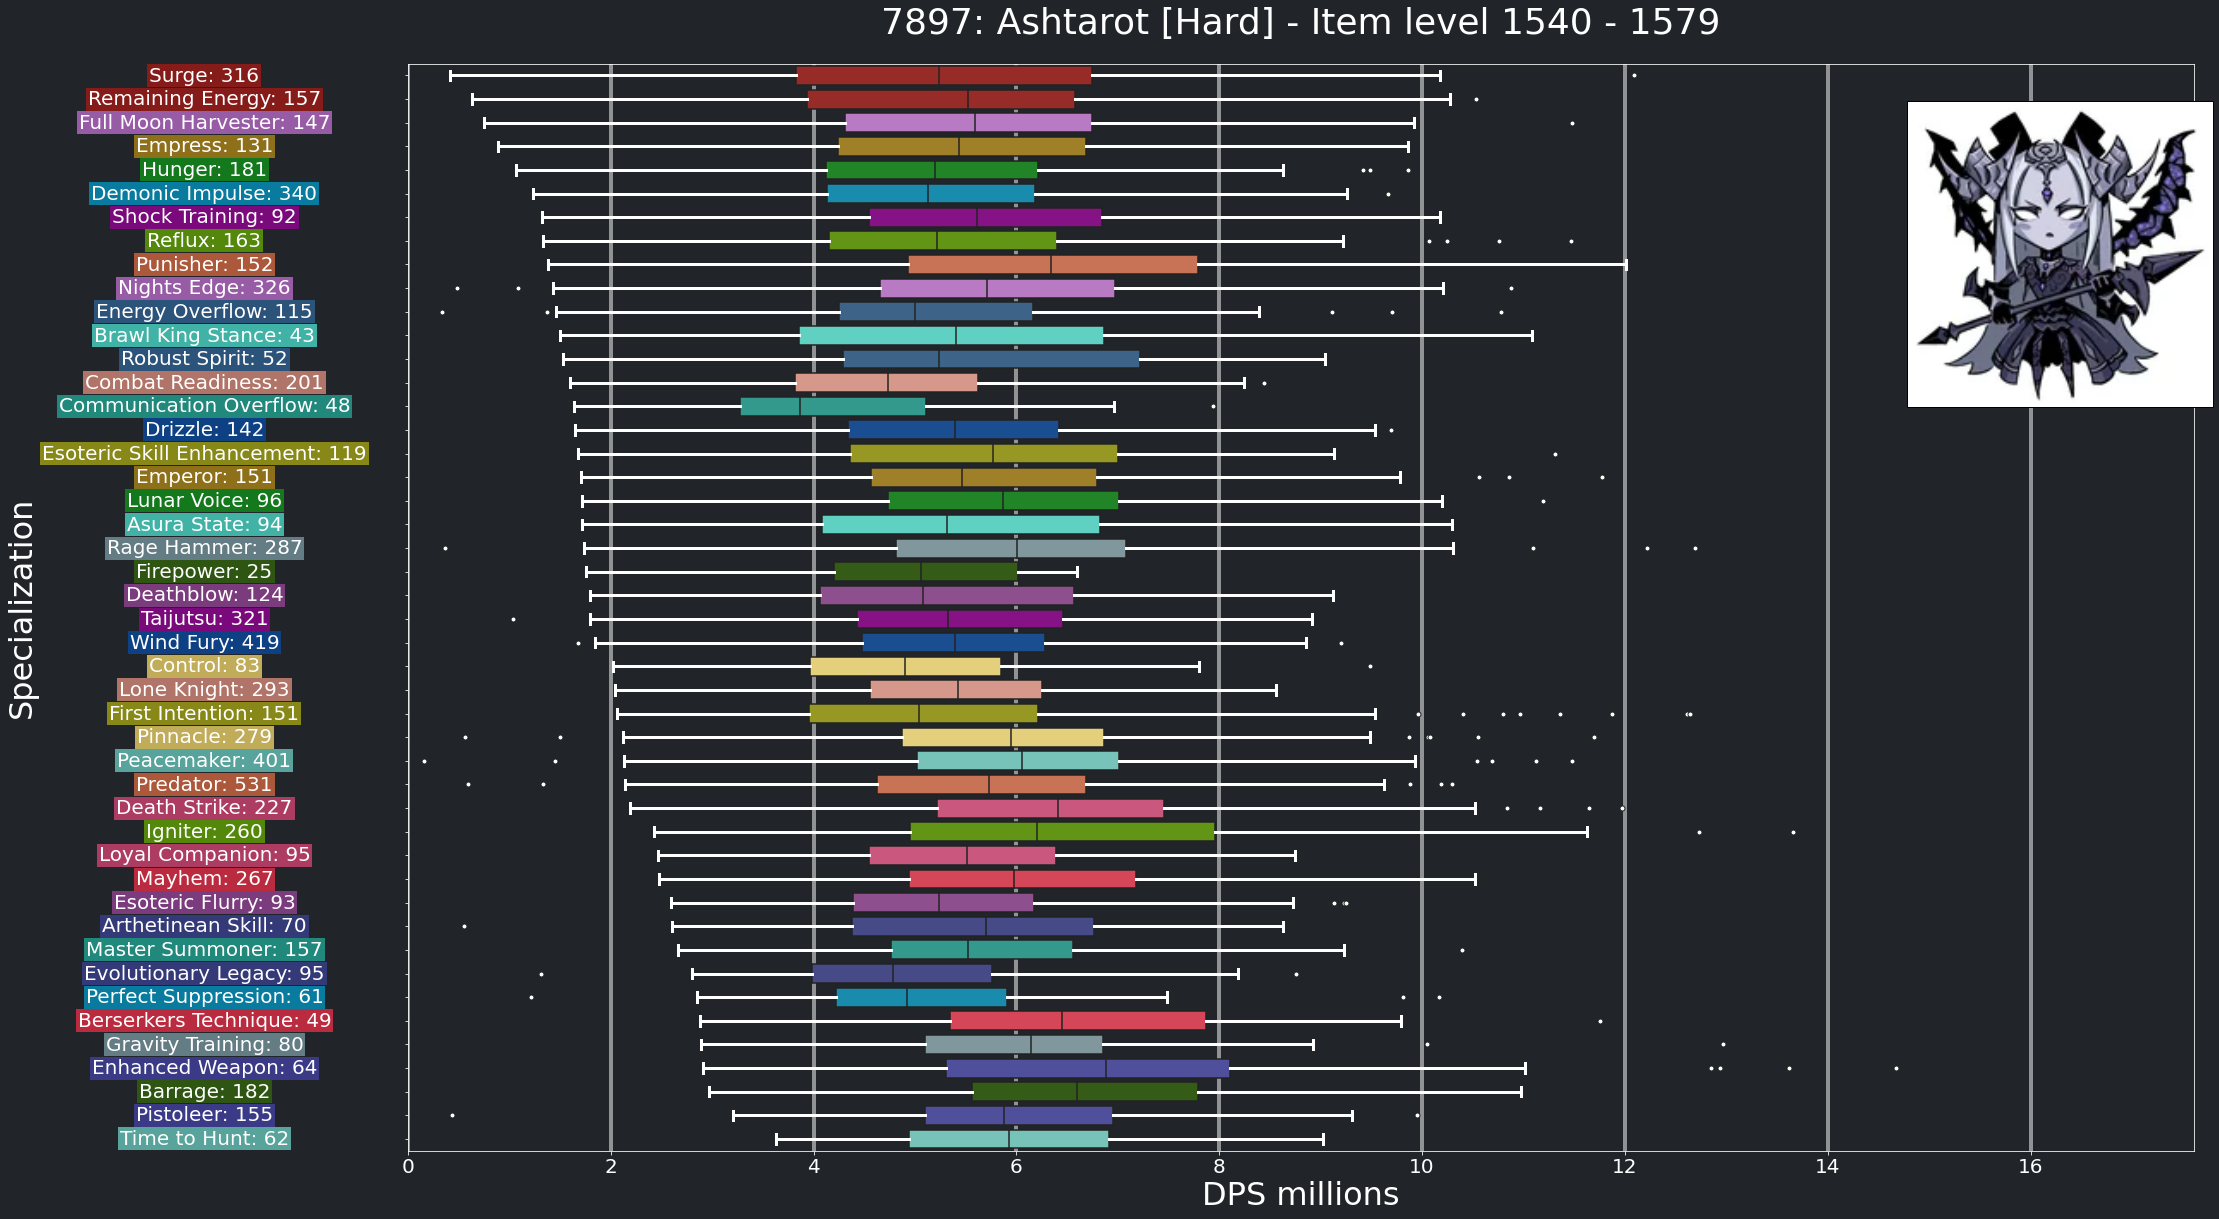 7897: Ashtarot [Hard] - Item level 1540 - 1579
Surge: 316
Remaining Energy: 157
Full Moon Harvester: 147
Empress: 131
Hunger: 181
Demonic Impulse: 340
Shock Training: 92
Reflux: 163
Punisher: 152
Nights Edge: 326
Energy Overflow: 115
Brawl King Stance: 43
Robust Spirit: 52
Combat Readiness: 201
Communication Overflow: 48
Drizzle: 142
Esoteric Skill Enhancement: 119
Emperor: 151
Lunar Voice: 96
Asura State: 94
Rage Hammer: 287
Firepower: 25
Deathblow: 124
Taijutsu: 321
Wind Fury: 419
Control: 83
Lone Knight: 293
First Intention: 151
Pinnacle: 279
Peacemaker: 401
Predator: 531
Death Strike: 227
Igniter: 260
Loyal Companion: 95
Mayhem: 267
Esoteric Flurry: 93
Arthetinean Skill: 70
Master Summoner: 157
Evolutionary Legacy: 95
Perfect Suppression: 61
Berserkers Technique: 49
Gravity Training: 80
Enhanced Weapon: 64
Barrage: 182
Pistoleer: 155
Time to Hunt: 62
Specialization
0 2 4 6 8 10 12 14 16
DPS millions